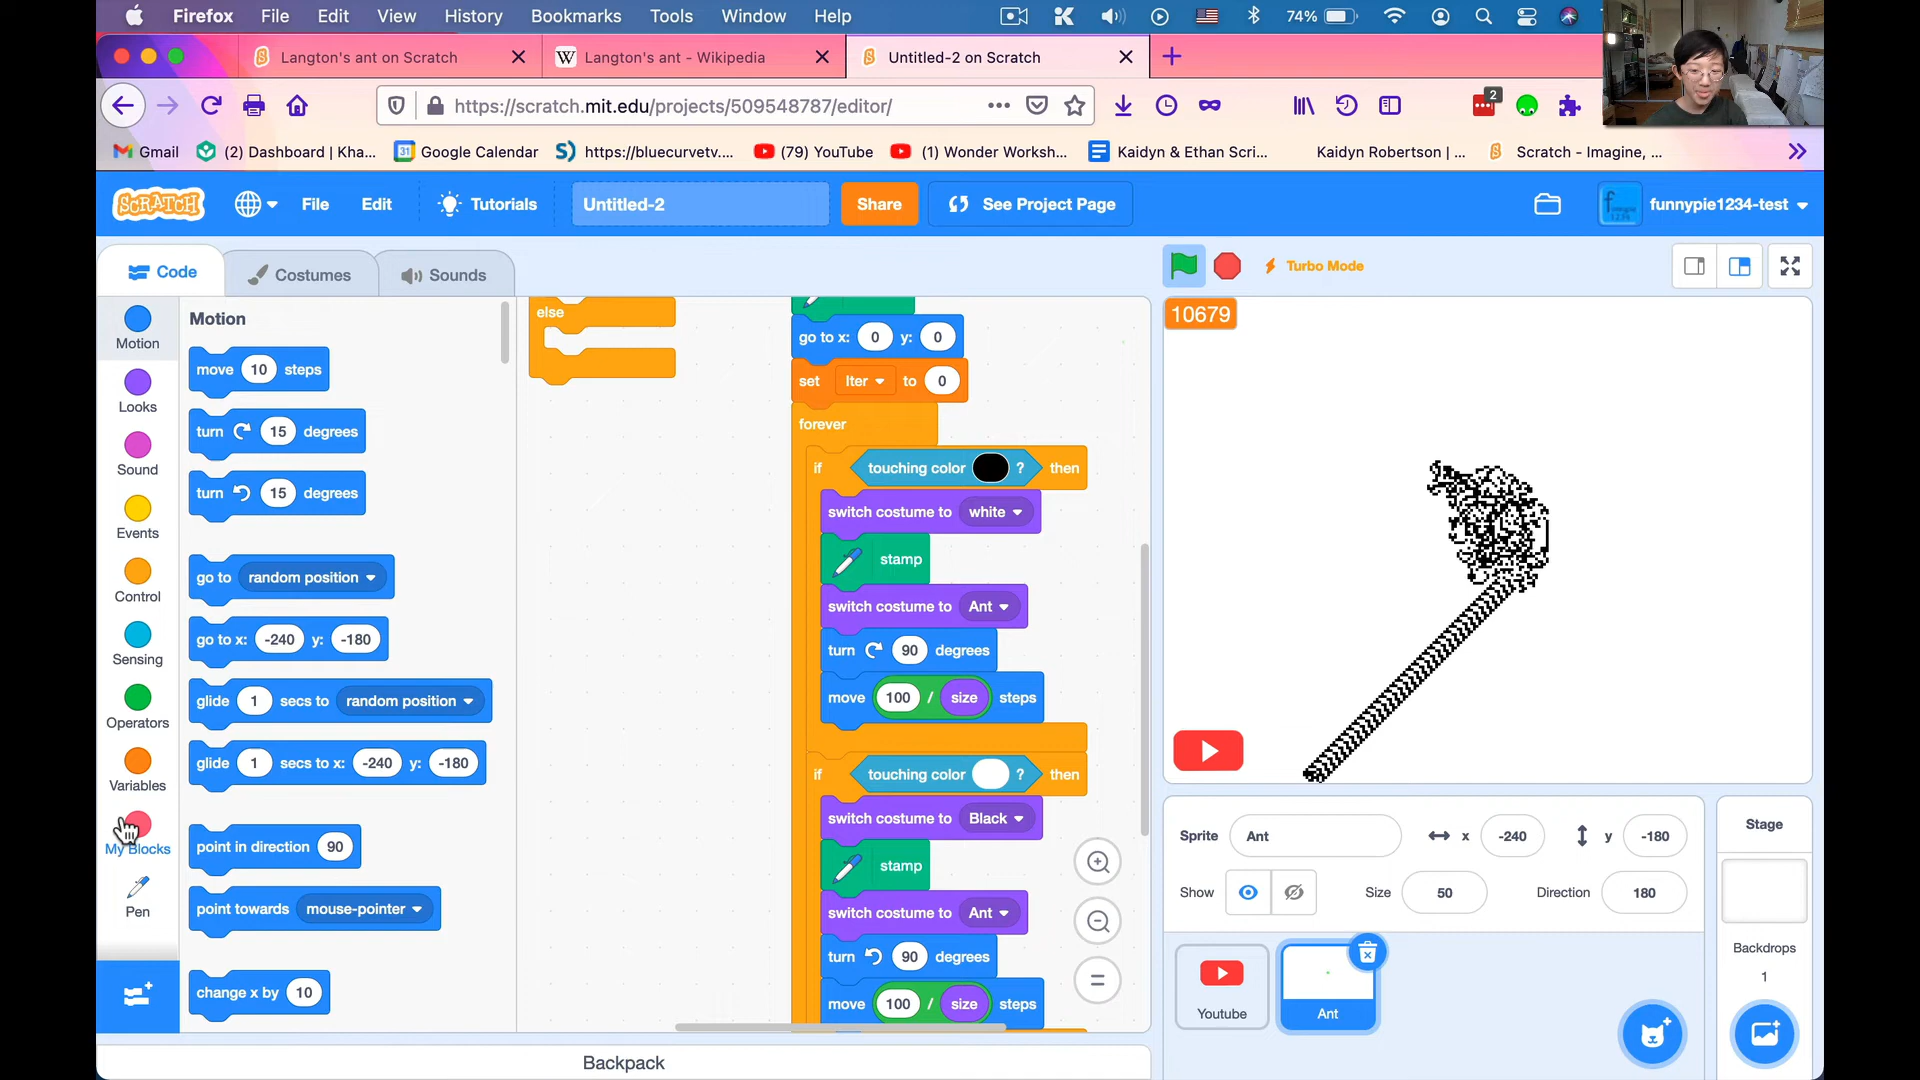 Firefox File Edit View History Bookmarks Tools Window Help 74%
Langton's ant on Scratch Langton's ant - Wikipedia Untitled-2 on Scratch
https://scratch.mit.edu/projects/509548787/editor/ 2
Gmail (2) Dashboard | Kha... 31 Google Calendar https://bluecurvetv.... (79) YouTube (1) Wonder Worksh... Kaidyn & Ethan Scri... Kaidyn Robertson | ... Scratch - Imagine, ...
SCRATCH File Edit Tutorials Untitled-2 Share See Project Page funnypie1234-test
Code Costumes Sounds
Turbo Mode
Motion
Looks
Sound
Events
Control
Sensing
Operators
Variables
My Blocks
Pen
Motion
move 10 steps
turn 15 degrees
turn 15 degrees
go to random position
go to x: -240 y: -180
glide 1 secs to random position
glide 1 secs to x: -240 y: -180
point in direction 90
point towards mouse-pointer
change x by 10
else
go to x: 0 y: 0
set Iter to 0
forever
if touching color ? then
switch costume to white
stamp
switch costume to Ant
turn 90 degrees
move 100 / size steps
if touching color ? then
switch costume to Black
stamp
switch costume to Ant
turn 90 degrees
move 100 / size steps
Backpack
10679
Sprite Ant x -240 y -180
Show Size 50 Direction 180
Youtube
Ant
Stage
Backdrops
1